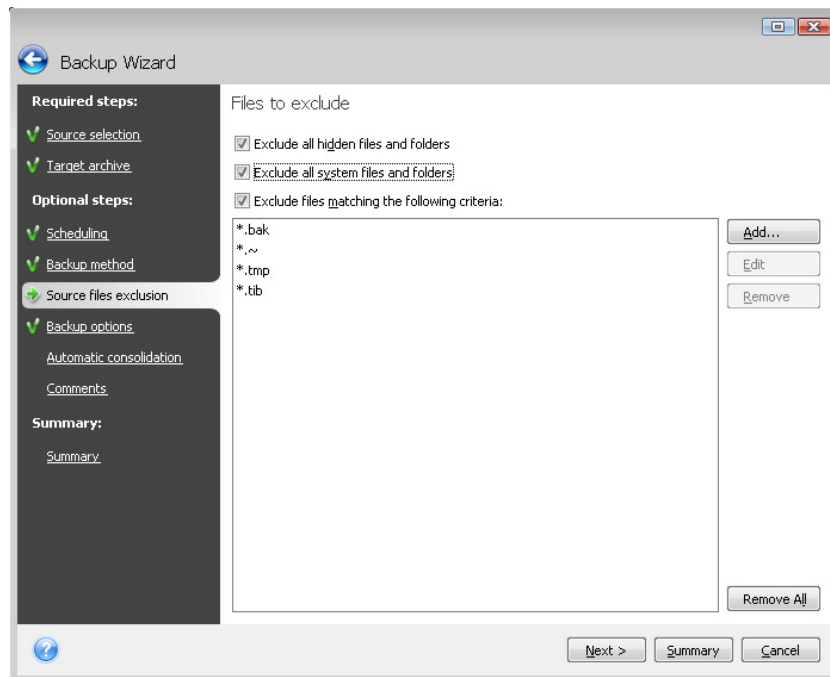 Backup Wizard
Required steps:
Source selection
Target archive
Optional steps:
Scheduling
Backup method
Source files exclusion
Backup options
Automatic consolidation
Comments
Summary:
Summary
Files to exclude
Exclude all hidden files and folders
Exclude all system files and folders
Exclude files matching the following criteria:
*.bak
*.~
*.tmp
*.tib
Add...
Edit
Remove
Remove All
Next >
Summary
Cancel